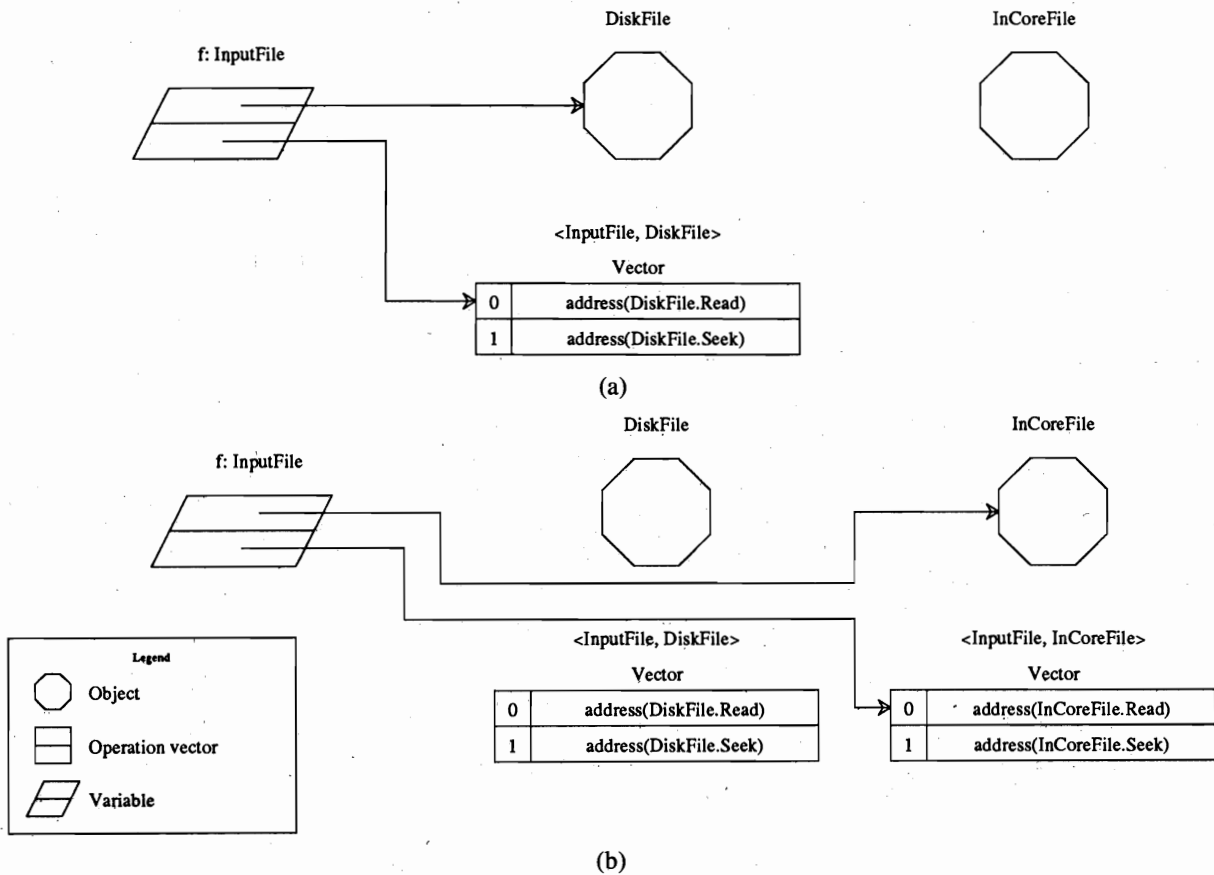 DiskFile
InCoreFile
f: InputFile
<InputFile, DiskFile>
Vector
0 address(DiskFile.Read)
1 address(DiskFile.Seek)
(a)
DiskFile
InCoreFile
f: InputFile
<InputFile, DiskFile>
<InputFile, InCoreFile>
Vector
Vector
0 address(DiskFile.Read)
0 address(InCoreFile.Read)
1 address(DiskFile.Seek)
1 address(InCoreFile.Seek)
Legend
Object
Operation vector
Variable
(b)